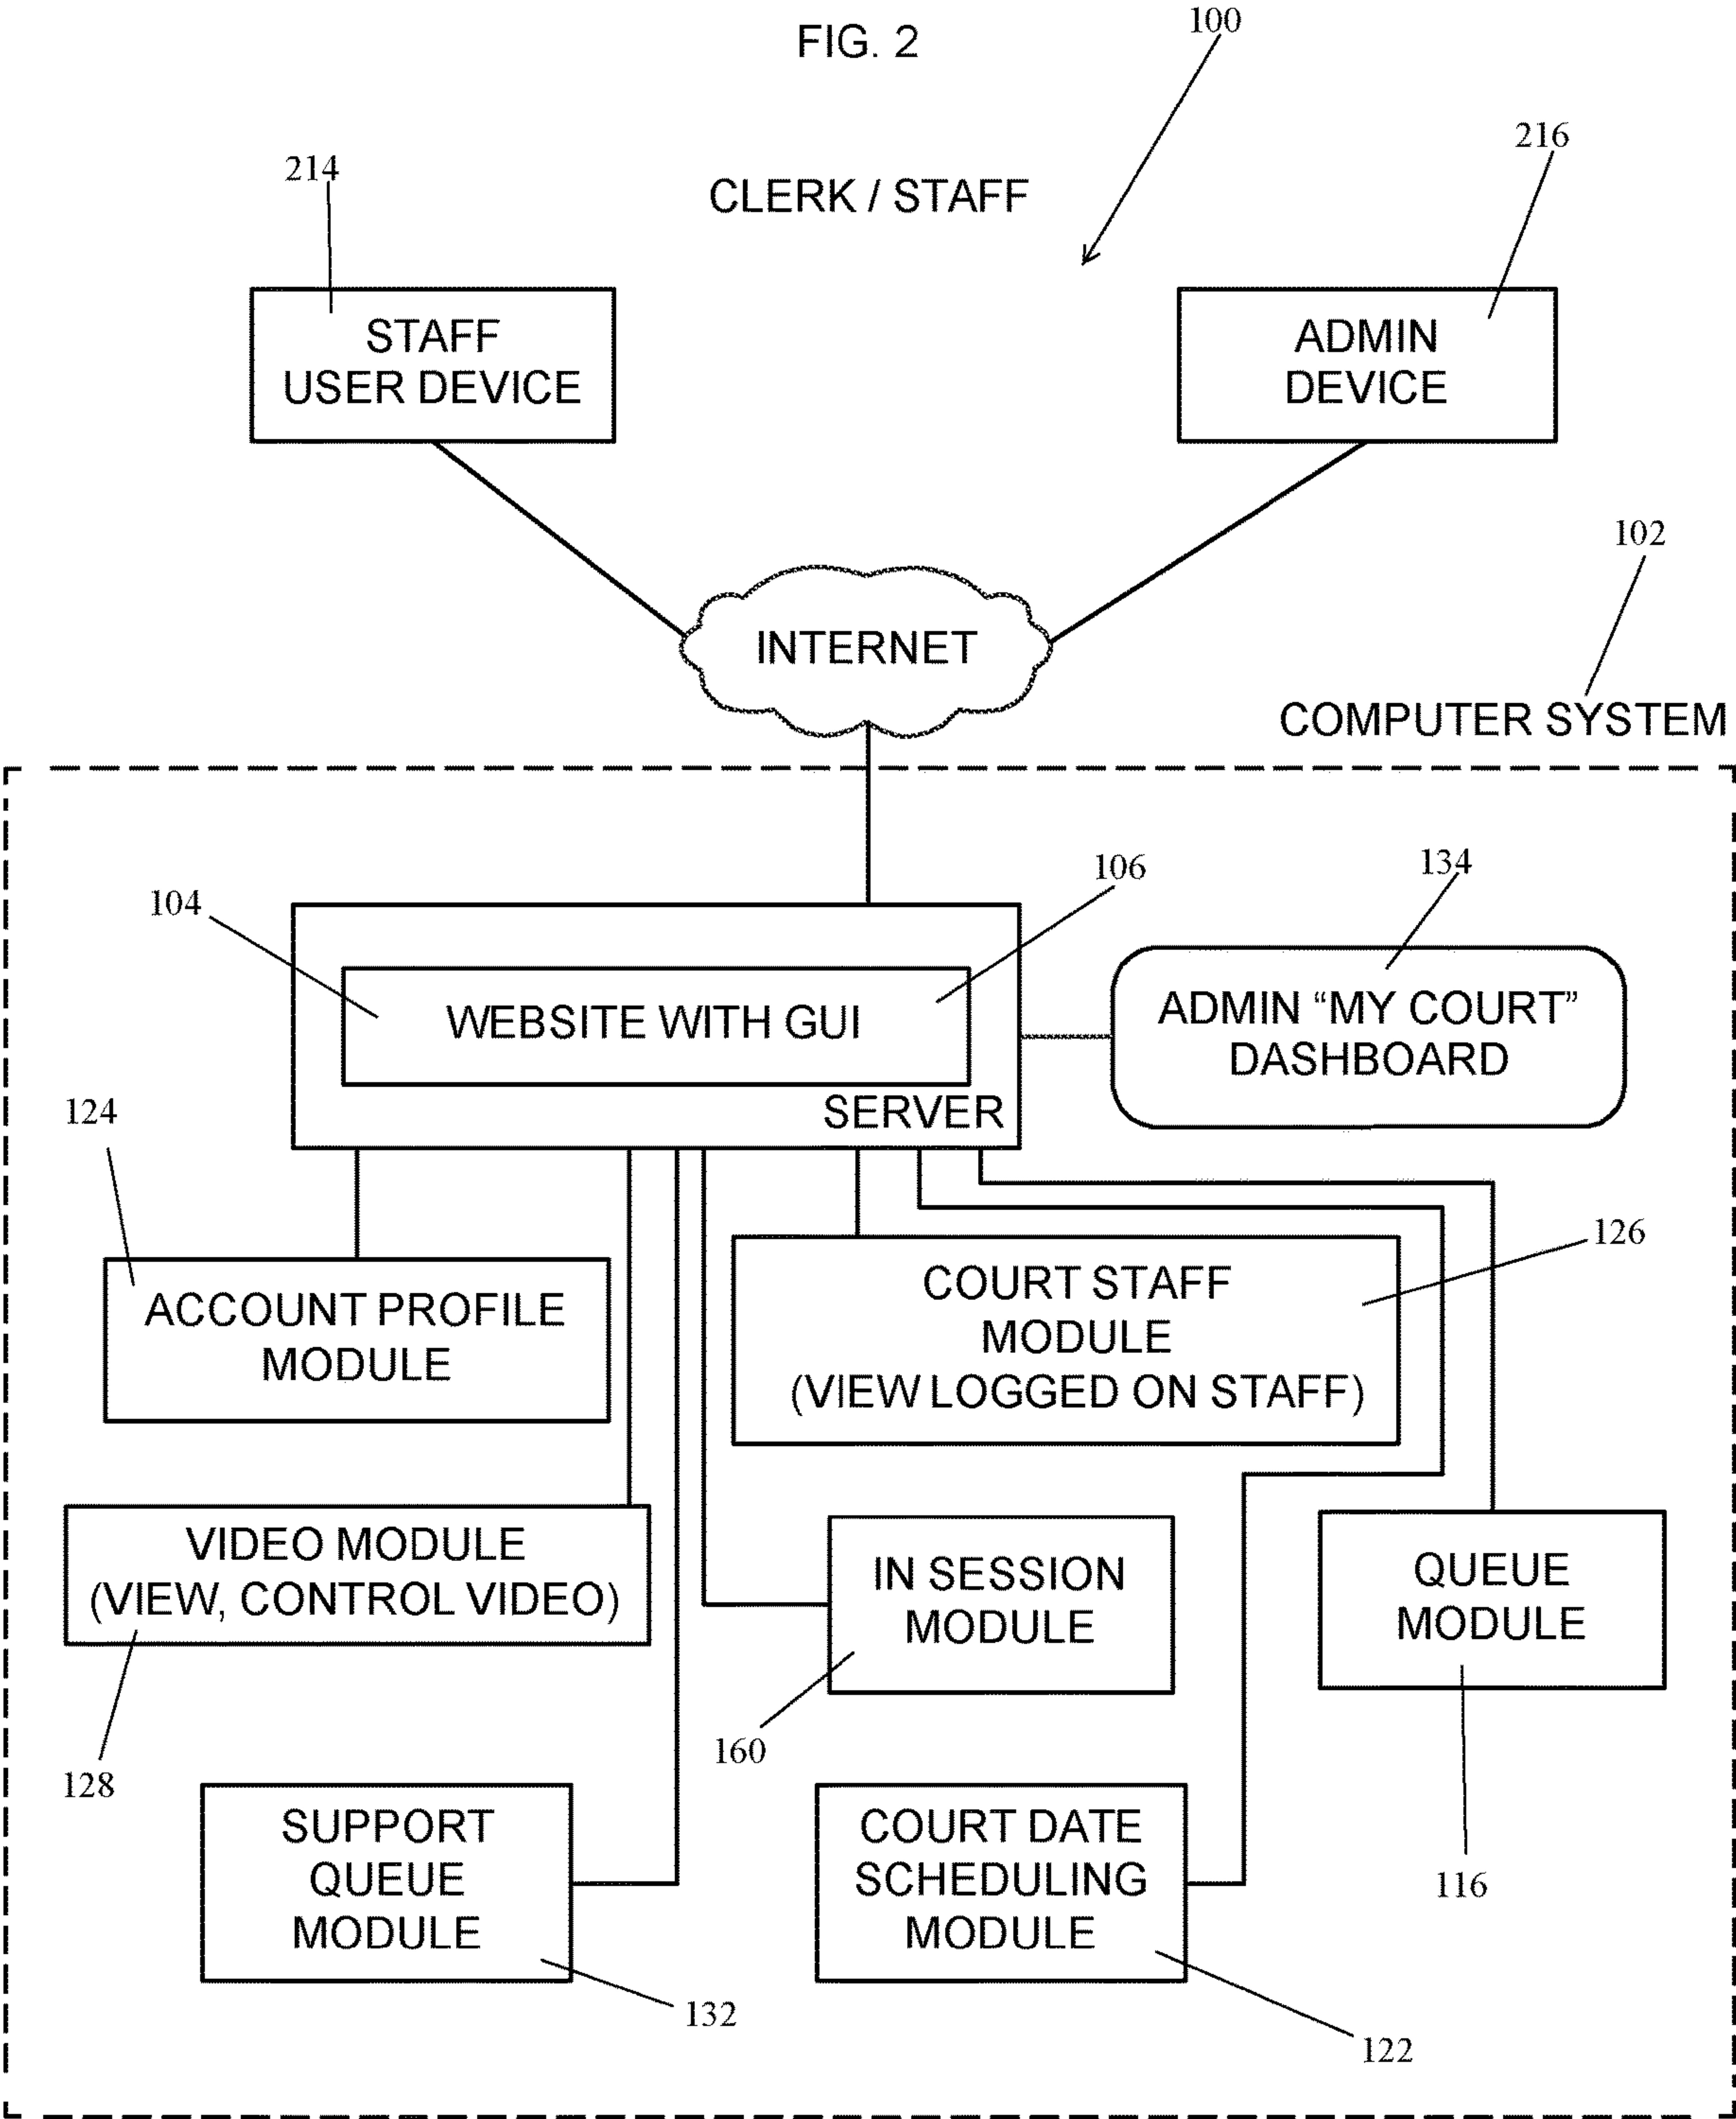 FIG. 2
100
214
CLERK / STAFF
216
STAFF
USER DEVICE
ADMIN
DEVICE
102
INTERNET
COMPUTER SYSTEM
104
106
134
WEBSITE WITH GUI
SERVER
ADMIN “MY COURT”
DASHBOARD
124
126
ACCOUNT PROFILE
MODULE
COURT STAFF
MODULE
(VIEW LOGGED ON STAFF)
VIDEO MODULE
(VIEW, CONTROL VIDEO)
IN SESSION
MODULE
QUEUE
MODULE
128
160
116
SUPPORT
QUEUE
MODULE
COURT DATE
SCHEDULING
MODULE
132
122